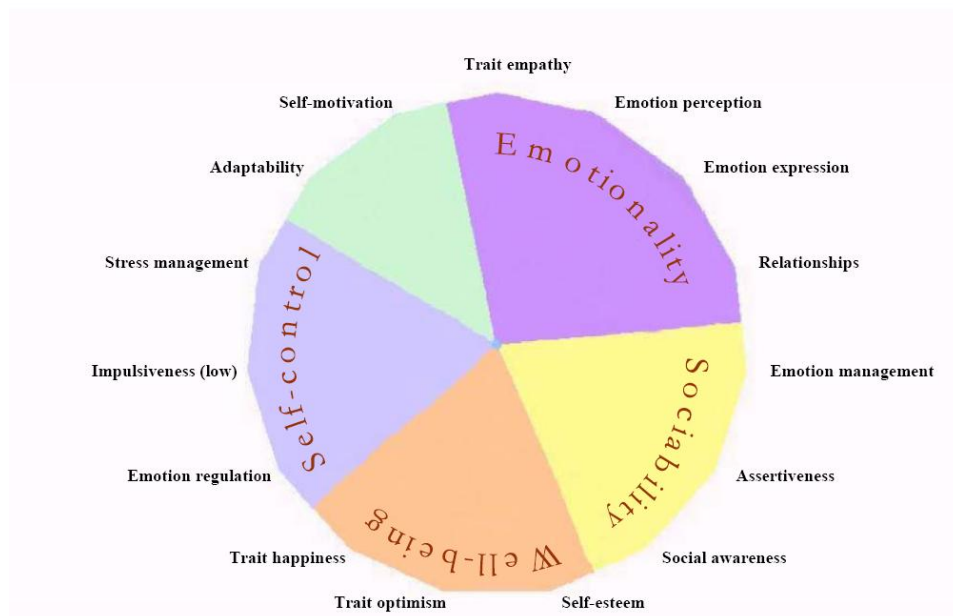 Trait empathy
Emotion perception
Emotion expression
Relationships
Emotion management
Assertiveness
Social awareness
Self-esteem
Trait optimism
Trait happiness
Emotion regulation
Impulsiveness (low)
Stress management
Adaptability
Self-motivation
Emotionality
Sociability
Well-being
Self-control